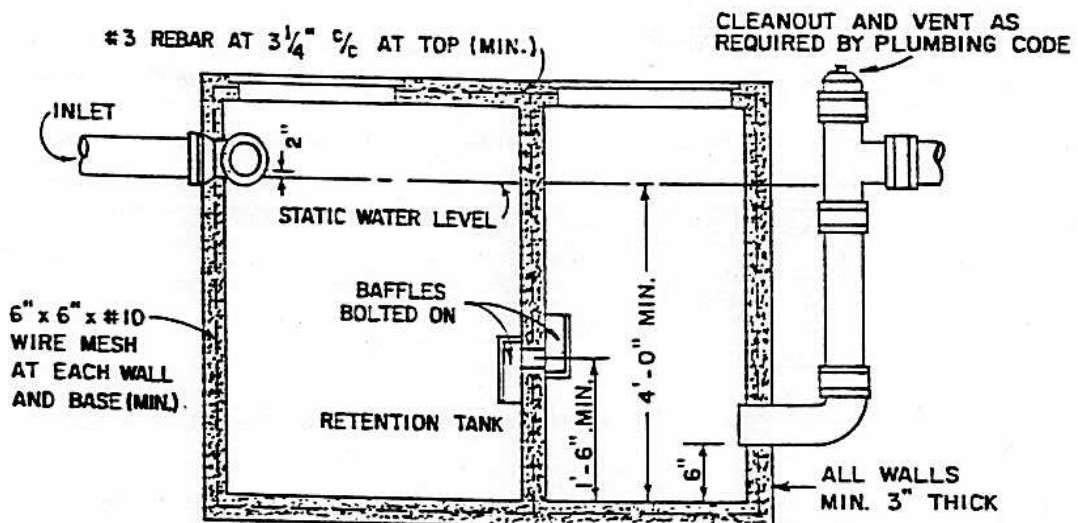 #3 REBAR AT 3 1/4" C/C AT TOP (MIN.)
CLEANOUT AND VENT AS
REQUIRED BY PLUMBING CODE
INLET
2"
STATIC WATER LEVEL
6" x 6" x #10
WIRE MESH
AT EACH WALL
AND BASE (MIN.)
BAFFLES
BOLTED ON
RETENTION TANK
1'-6" MIN.
4'-0" MIN.
6"
ALL WALLS
MIN. 3" THICK